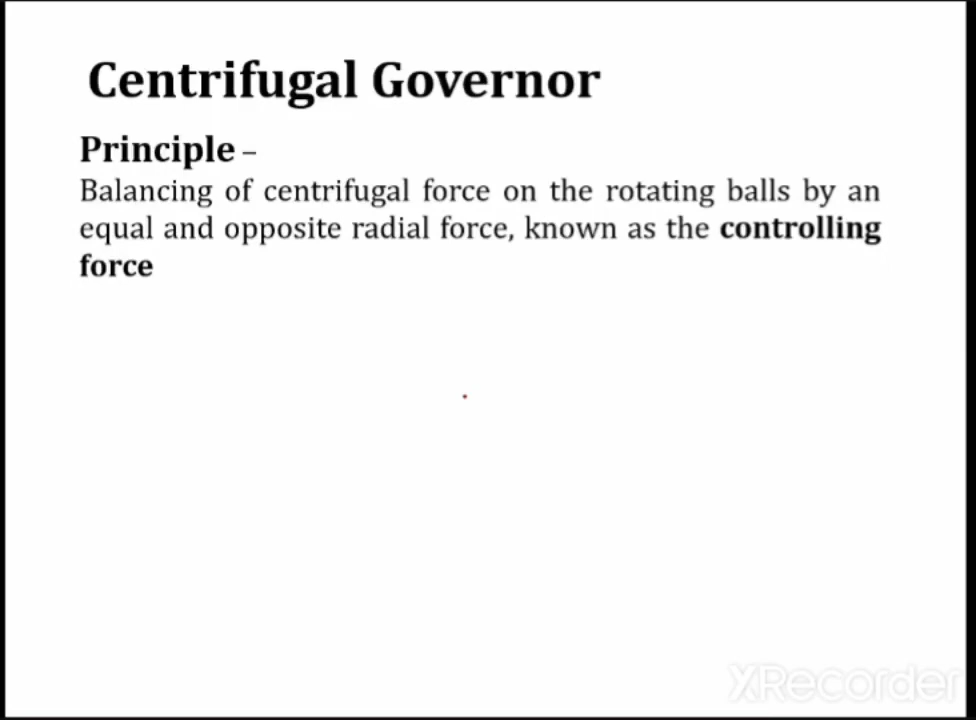 Centrifugal Governor
Principle –
Balancing of centrifugal force on the rotating balls by an
equal and opposite radial force, known as the controlling
force
XRecorder